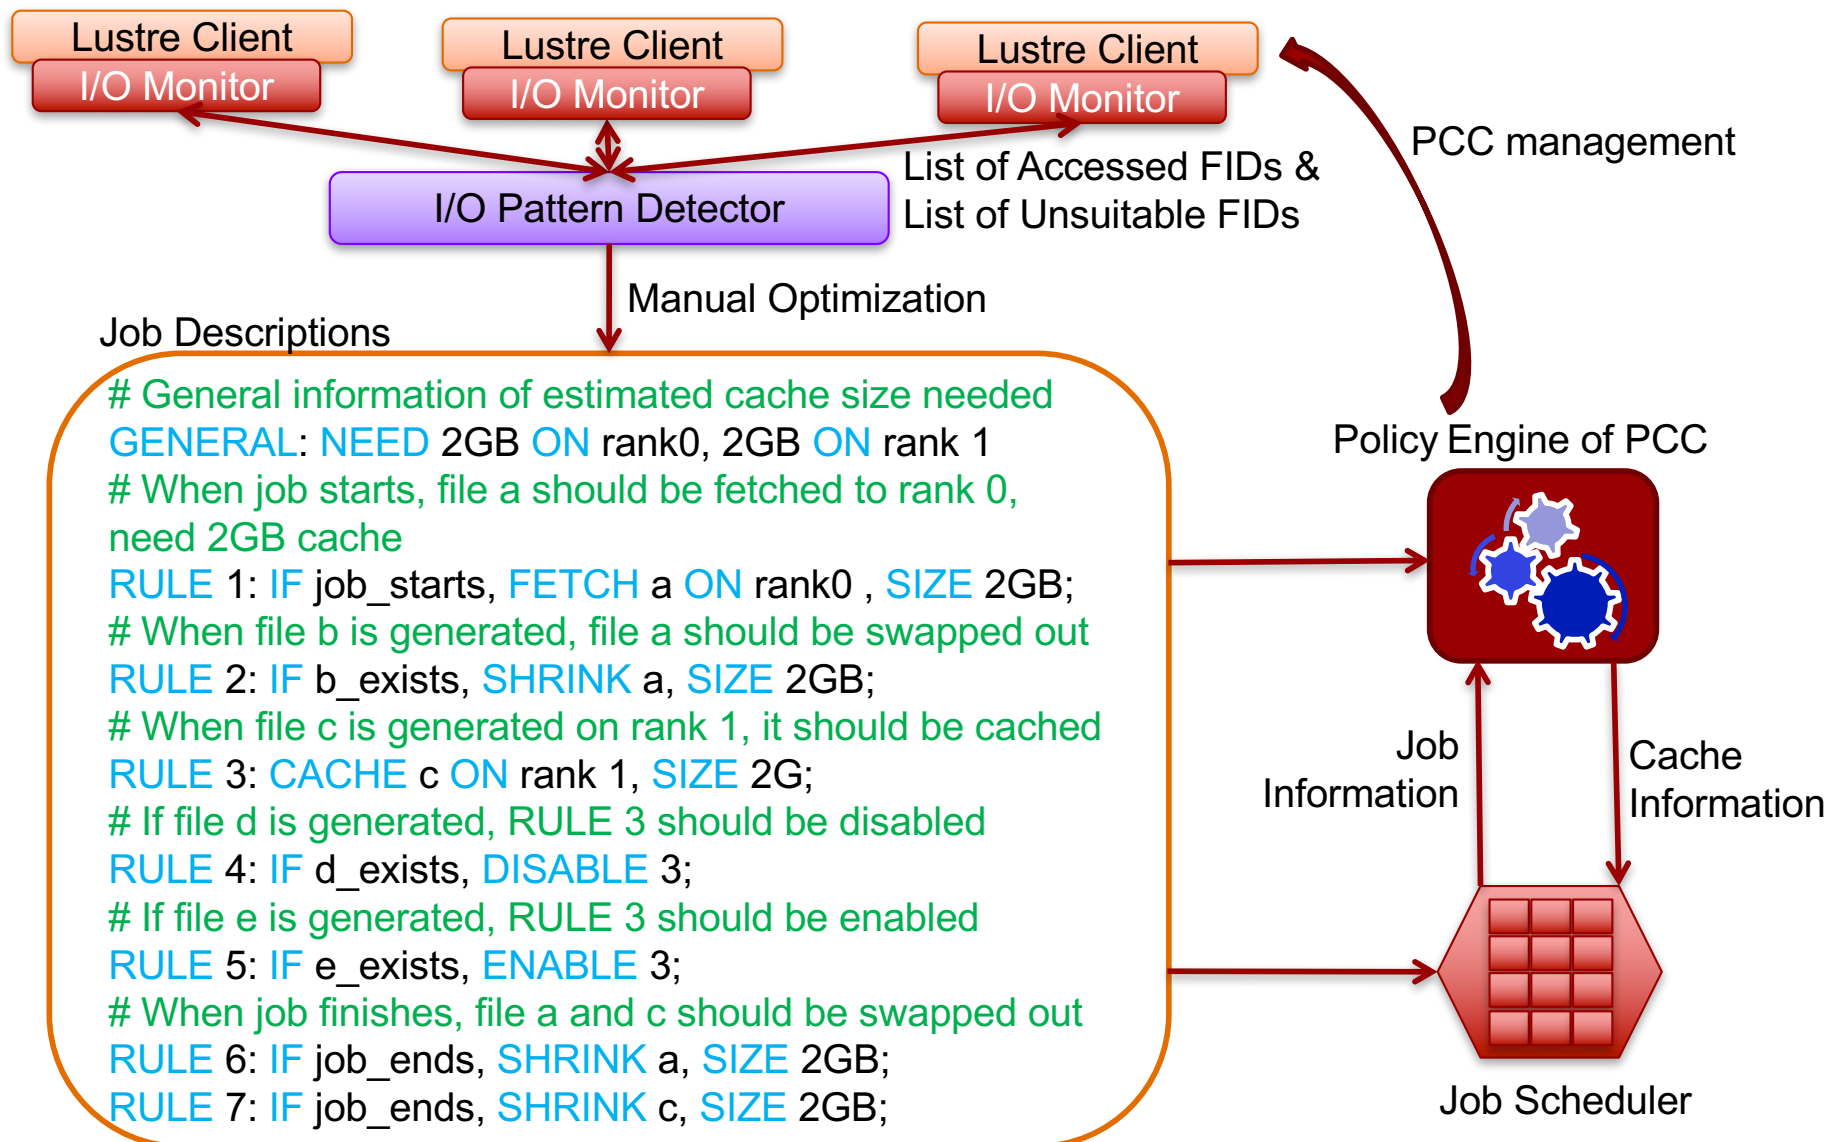 Lustre Client
I/O Monitor
Lustre Client
I/O Monitor
Lustre Client
I/O Monitor
PCC management
List of Accessed FIDs &
List of Unsuitable FIDs
I/O Pattern Detector
Manual Optimization
Job Descriptions
# General information of estimated cache size needed
GENERAL: NEED 2GB ON rank0, 2GB ON rank 1
# When job starts, file a should be fetched to rank 0,
need 2GB cache
RULE 1: IF job_starts, FETCH a ON rank0 , SIZE 2GB;
# When file b is generated, file a should be swapped out
RULE 2: IF b_exists, SHRINK a, SIZE 2GB;
# When file c is generated on rank 1, it should be cached
RULE 3: CACHE c ON rank 1, SIZE 2G;
# If file d is generated, RULE 3 should be disabled
RULE 4: IF d_exists, DISABLE 3;
# If file e is generated, RULE 3 should be enabled
RULE 5: IF e_exists, ENABLE 3;
# When job finishes, file a and c should be swapped out
RULE 6: IF job_ends, SHRINK a, SIZE 2GB;
RULE 7: IF job_ends, SHRINK c, SIZE 2GB;
Policy Engine of PCC
Job
Information
Cache
Information
Job Scheduler